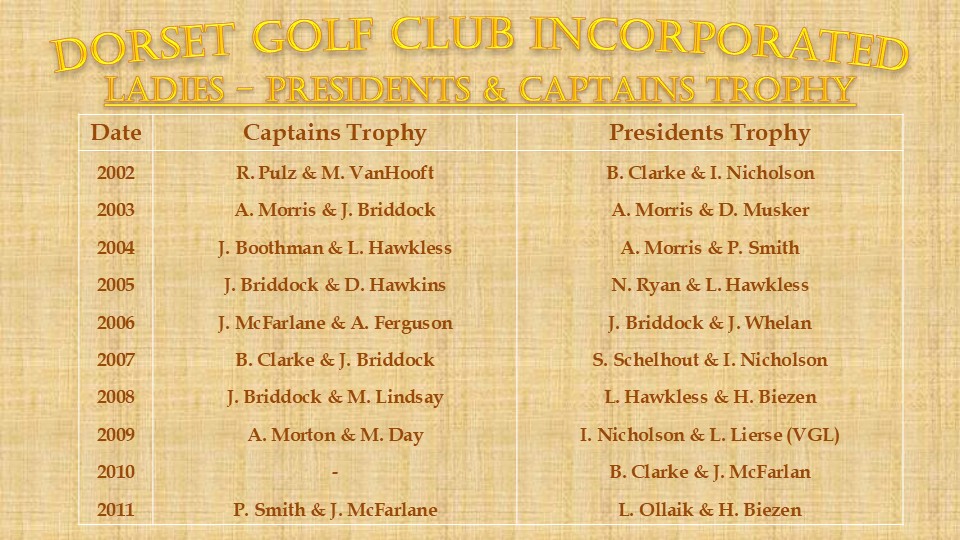 DORSET GOLF CLUB INCORPORATED
LADIES – PRESIDENTS & CAPTAINS TROPHY
Date Captains Trophy Presidents Trophy
2002 R. Pulz & M. VanHooft B. Clarke & I. Nicholson
2003 A. Morris & J. Briddock A. Morris & D. Musker
2004 J. Boothman & L. Hawkless A. Morris & P. Smith
2005 J. Briddock & D. Hawkins N. Ryan & L. Hawkless
2006 J. McFarlane & A. Ferguson J. Briddock & J. Whelan
2007 B. Clarke & J. Briddock S. Schelhout & I. Nicholson
2008 J. Briddock & M. Lindsay L. Hawkless & H. Biezen
2009 A. Morton & M. Day I. Nicholson & L. Lierse (VGL)
2010 - B. Clarke & J. McFarlan
2011 P. Smith & J. McFarlane L. Ollaik & H. Biezen